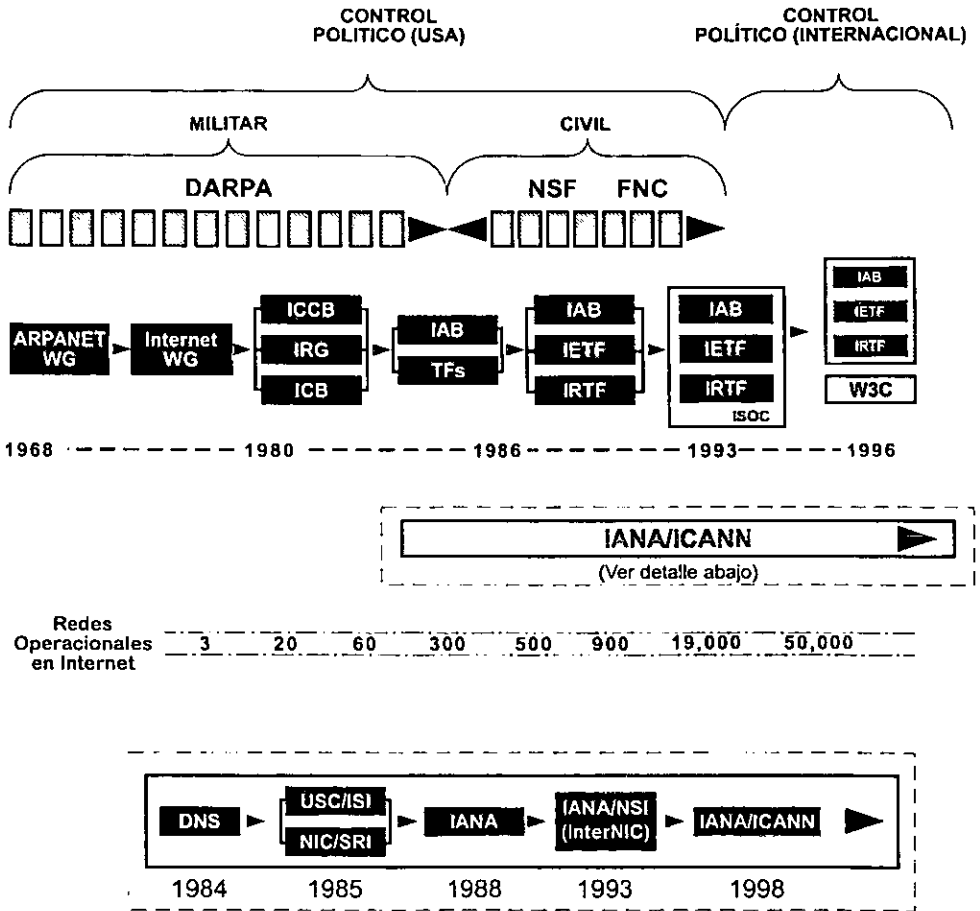 CONTROL
POLITICO (USA)
CONTROL
POLÍTICO (INTERNACIONAL)
MILITAR
CIVIL
DARPA
NSF
FNC
ARPANET
WG
Internet
WG
ICCB
IRG
ICB
IAB
TFs
IAB
IETF
IRTF
IAB
IETF
IRTF
ISOC
IAB
IETF
IRTF
W3C
1968 1980 1986 1993 1996
IANA/ICANN
(Ver detalle abajo)
Redes
Operacionales
en Internet
3 20 60 300 500 900 19,000 50,000
DNS
USC/ISI
NIC/SRI
IANA
IANA/NSI
(InterNIC)
IANA/ICANN
1984 1985 1988 1993 1998